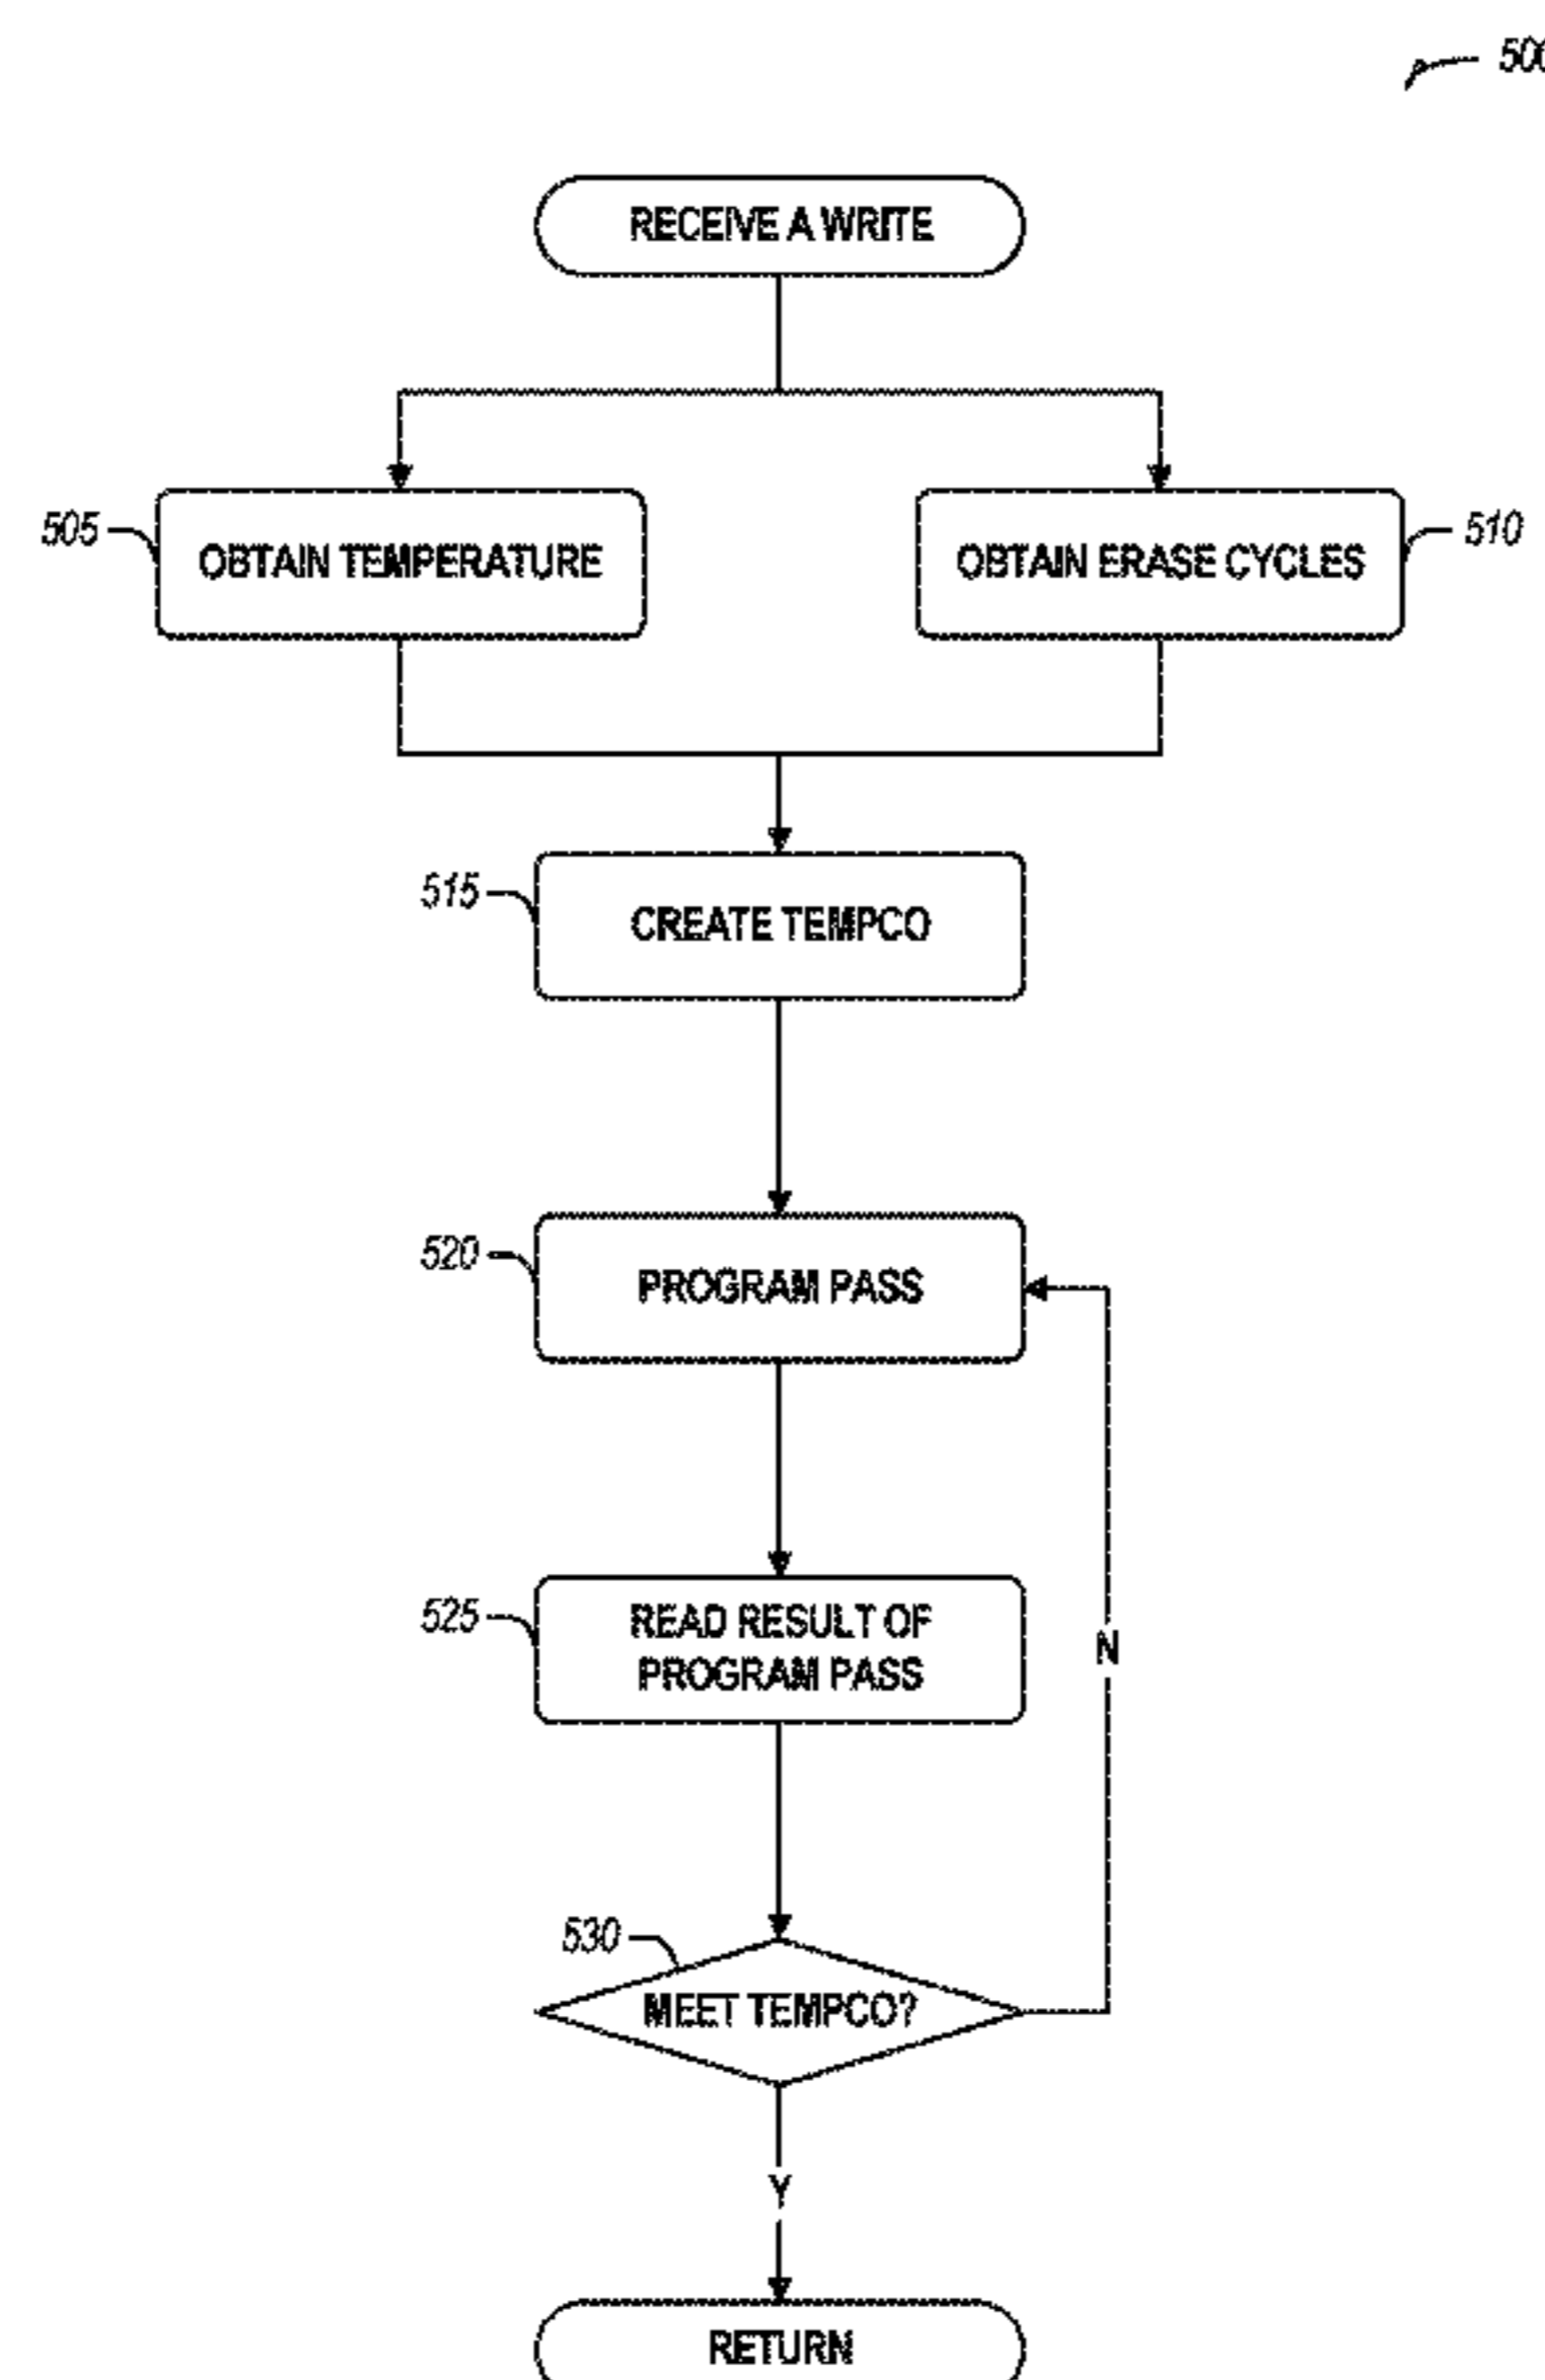 500
RECEIVE A WRITE
505
OBTAIN TEMPERATURE
OBTAIN ERASE CYCLES
510
515
CREATE TEMPCO
520
PROGRAM PASS
525
READ RESULT OF
PROGRAM PASS
N
530
MEET TEMPCO?
Y
RETURN